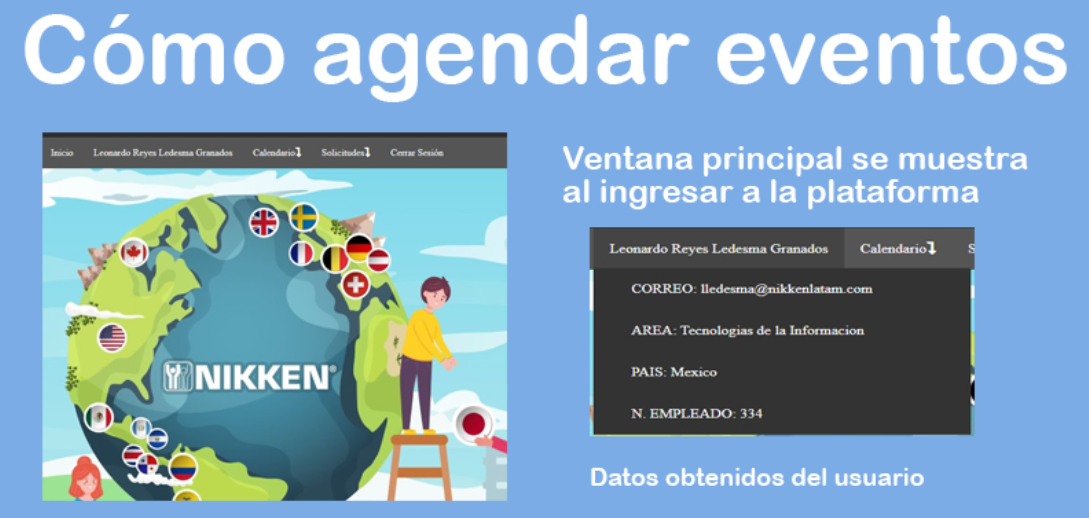 Cómo agendar eventos
Inicio Leonardo Reyes Ledesma Granados Calendario Solicitudes Cerrar Sesión
NIKKEN
Ventana principal se muestra
al ingresar a la plataforma
Leonardo Reyes Ledesma Granados Calendario S
CORREO: lledesma@nikkenlatam.com
AREA: Tecnologias de la Informacion
PAIS: Mexico
N. EMPLEADO: 334
Datos obtenidos del usuario